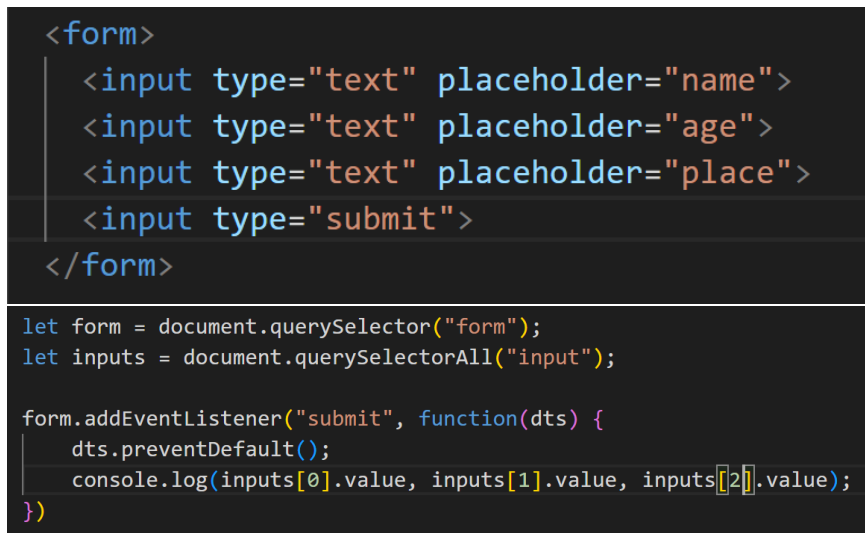 <form>
<input type="text" placeholder="name">
<input type="text" placeholder="age">
<input type="text" placeholder="place">
<input type="submit">
</form>
let form = document.querySelector("form");
let inputs = document.querySelectorAll("input");
form.addEventListener("submit", function(dts) {
dts.preventDefault();
console.log(inputs[0].value, inputs[1].value, inputs[2].value);
})